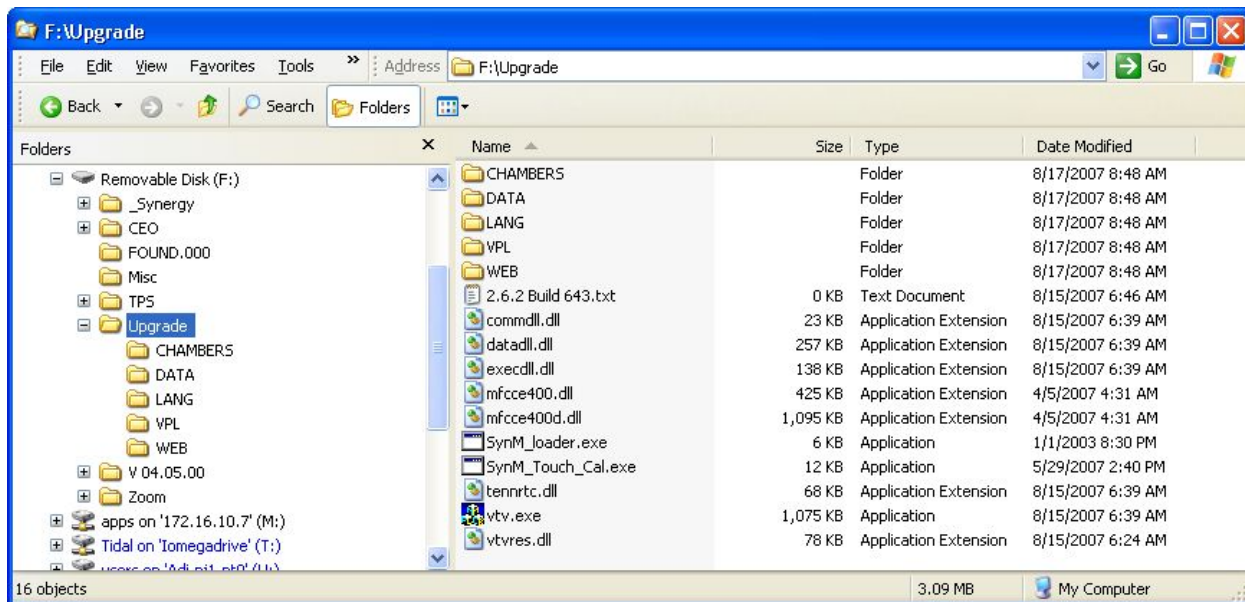 F:\Upgrade
File Edit View Favorites Tools » Address F:\Upgrade Go
Back Search Folders
Folders × Name Size Type Date Modified
Removable Disk (F:)
_Synergy
CEO
FOUND.000
Misc
TPS
Upgrade
CHAMBERS
DATA
LANG
VPL
WEB
V 04.05.00
Zoom
apps on '172.16.10.7' (M:)
Tidal on 'Iomegadrive' (T:)
CHAMBERS Folder 8/17/2007 8:48 AM
DATA Folder 8/17/2007 8:48 AM
LANG Folder 8/17/2007 8:48 AM
VPL Folder 8/17/2007 8:48 AM
WEB Folder 8/17/2007 8:48 AM
2.6.2 Build 643.txt 0 KB Text Document 8/15/2007 6:46 AM
commdll.dll 23 KB Application Extension 8/15/2007 6:39 AM
datadll.dll 257 KB Application Extension 8/15/2007 6:39 AM
execdll.dll 138 KB Application Extension 8/15/2007 6:39 AM
mfcce400.dll 425 KB Application Extension 4/5/2007 4:31 AM
mfcce400d.dll 1,095 KB Application Extension 4/5/2007 4:31 AM
SynM_loader.exe 6 KB Application 1/1/2003 8:30 PM
SynM_Touch_Cal.exe 12 KB Application 5/29/2007 2:40 PM
tennrtc.dll 68 KB Application Extension 8/15/2007 6:39 AM
vtv.exe 1,075 KB Application 8/15/2007 6:39 AM
vtvres.dll 78 KB Application Extension 8/15/2007 6:24 AM
16 objects 3.09 MB My Computer